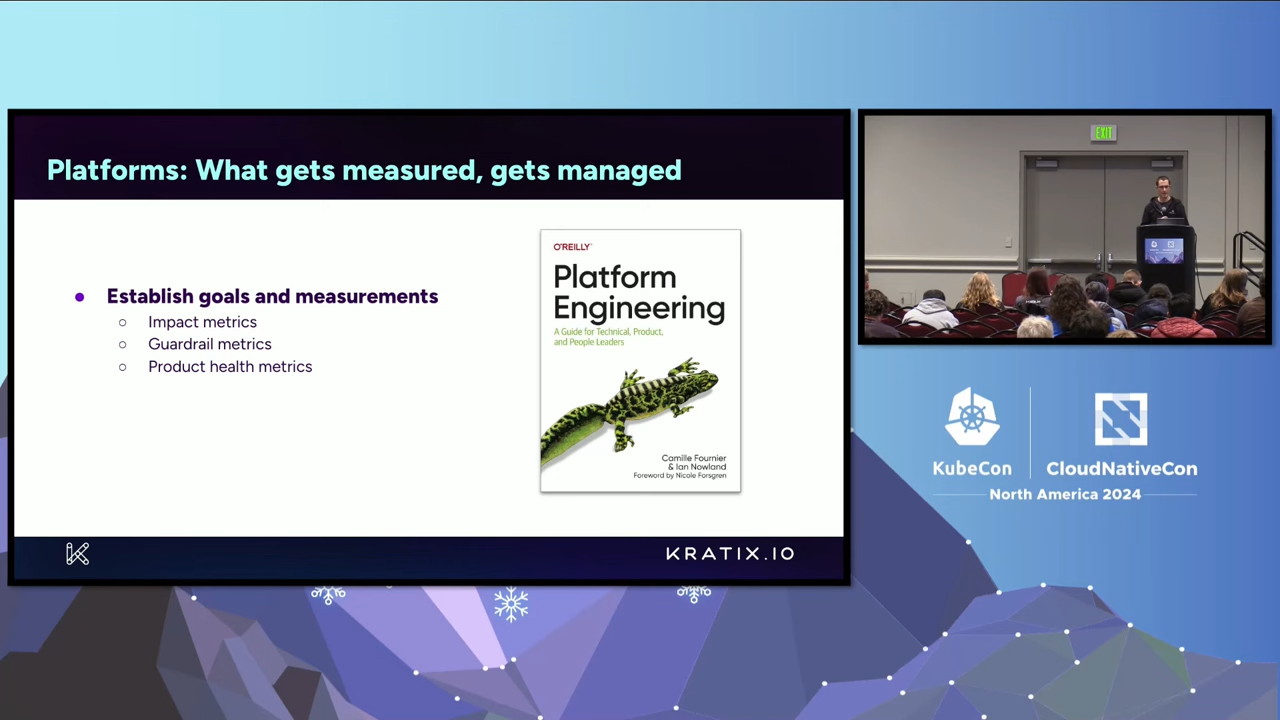 Platforms: What gets measured, gets managed
Establish goals and measurements
Impact metrics
Guardrail metrics
Product health metrics
O'REILLY
Platform
Engineering
A Guide for Technical, Product,
and People Leaders
Camille Fournier
& Ian Nowland
Foreword by Nicole Forsgren
KRATIX.IO
EXIT
KubeCon
CloudNativeCon
North America 2024